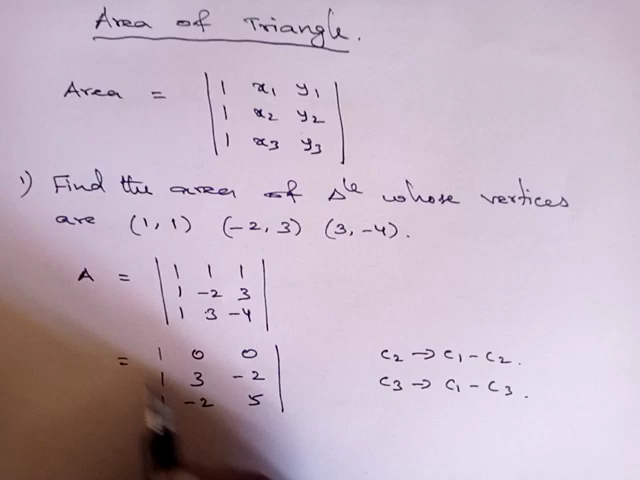 Area of Triangle.
Area = | 1 x₁ y₁ |
| 1 x₂ y₂ |
| 1 x₃ y₃ |
1) Find the area of Δˡᵉ whose vertices
are (1,1) (-2,3) (3,-4).
A = | 1 1 1 |
| 1 -2 3 |
| 1 3 -4 |
= 1 0 0 | C₂ → C₁ - C₂.
1 3 -2 | C₃ → C₁ - C₃.
-2 5 |